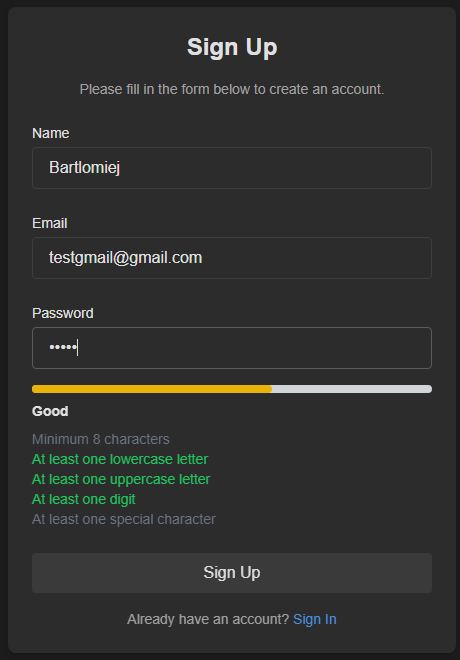 Sign Up
Please fill in the form below to create an account.
Name
Bartlomiej
Email
testgmail@gmail.com
Password
•••••
Good
Minimum 8 characters
At least one lowercase letter
At least one uppercase letter
At least one digit
At least one special character
Sign Up
Already have an account? Sign In